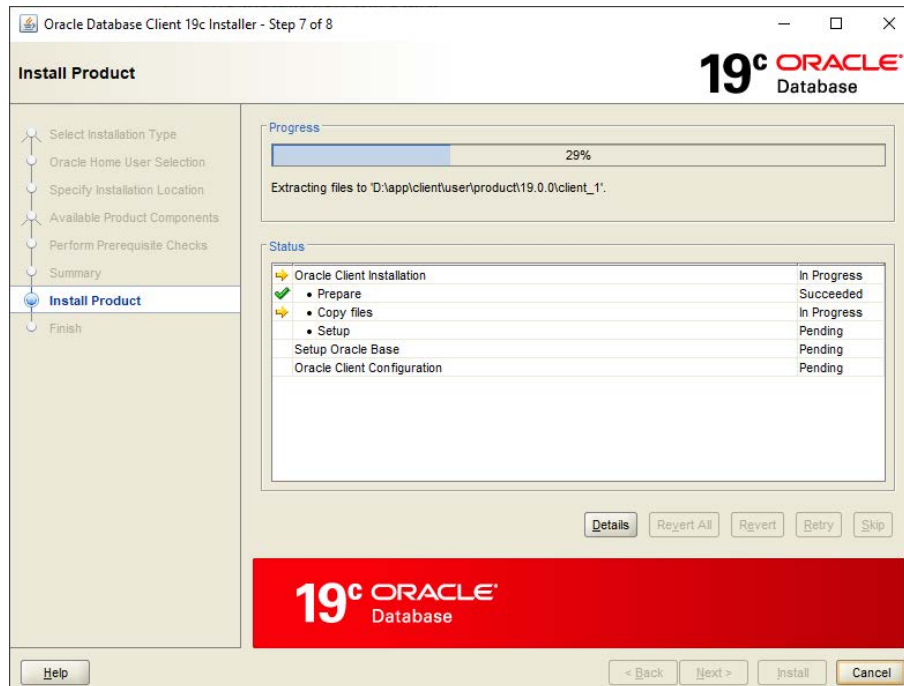 Oracle Database Client 19c Installer - Step 7 of 8
Install Product
19c ORACLE
Database
Select Installation Type
Oracle Home User Selection
Specify Installation Location
Available Product Components
Perform Prerequisite Checks
Summary
Install Product
Finish
Progress
29%
Extracting files to 'D:\app\client\user\product\19.0.0\client_1'.
Status
Oracle Client Installation In Progress
• Prepare Succeeded
• Copy files In Progress
• Setup Pending
Setup Oracle Base Pending
Oracle Client Configuration Pending
Details Revert All Revert Retry Skip
19c ORACLE
Database
Help < Back Next > Install Cancel